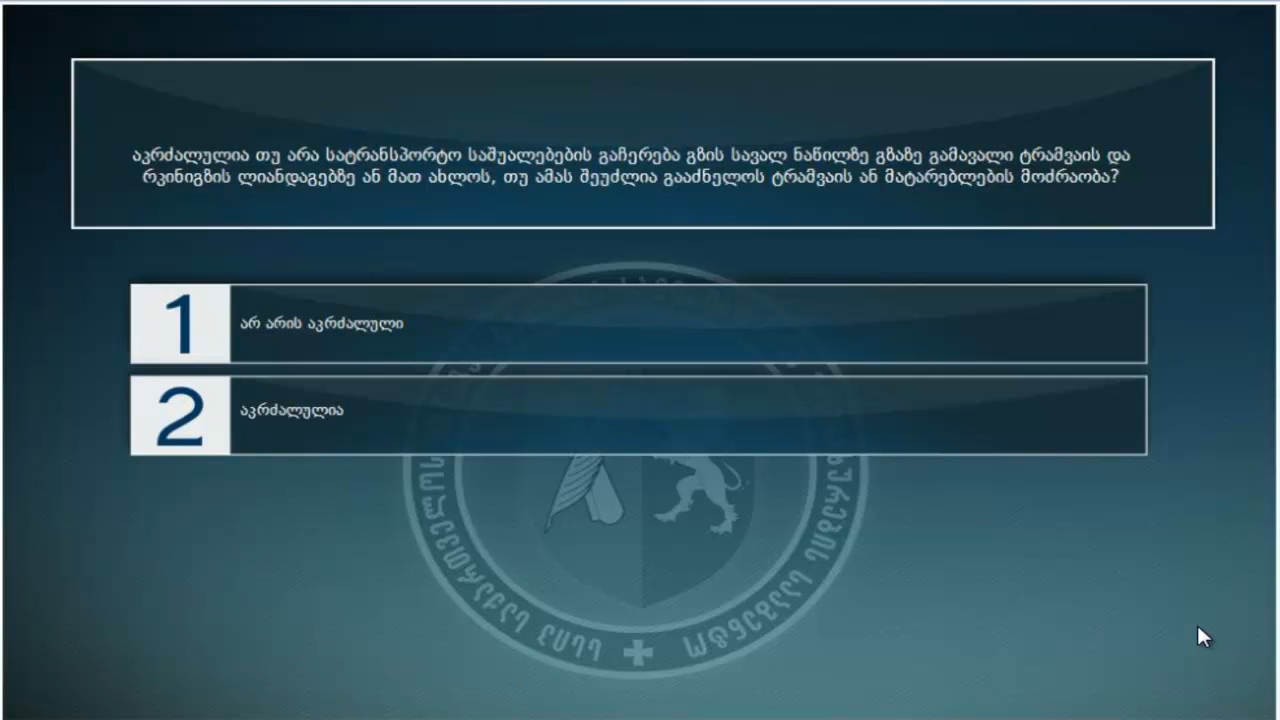 აკრძალულია თუ არა სატრანსპორტო საშუალებების გაჩერება გზის სავალ ნაწილზე გზაზე გამავალი ტრამვაის და
რკინიგზის ლიანდაგებზე ან მათ ახლოს, თუ ამას შეუძლია გააძნელოს ტრამვაის ან მატარებლების მოძრაობა?
1
არ არის აკრძალული
2
აკრძალულია